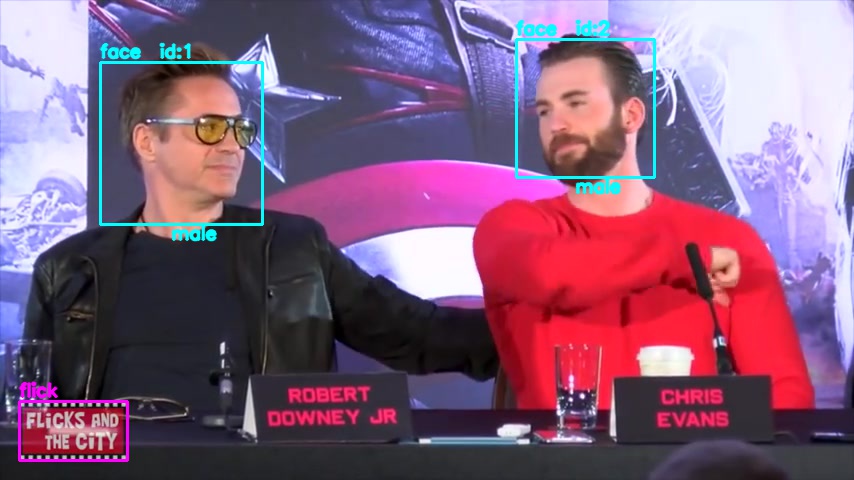 face id:1
face id:2
male
male
flick
FLiCKS AND
THE CiTY
ROBERT
DOWNEY JR
CHRIS
EVANS